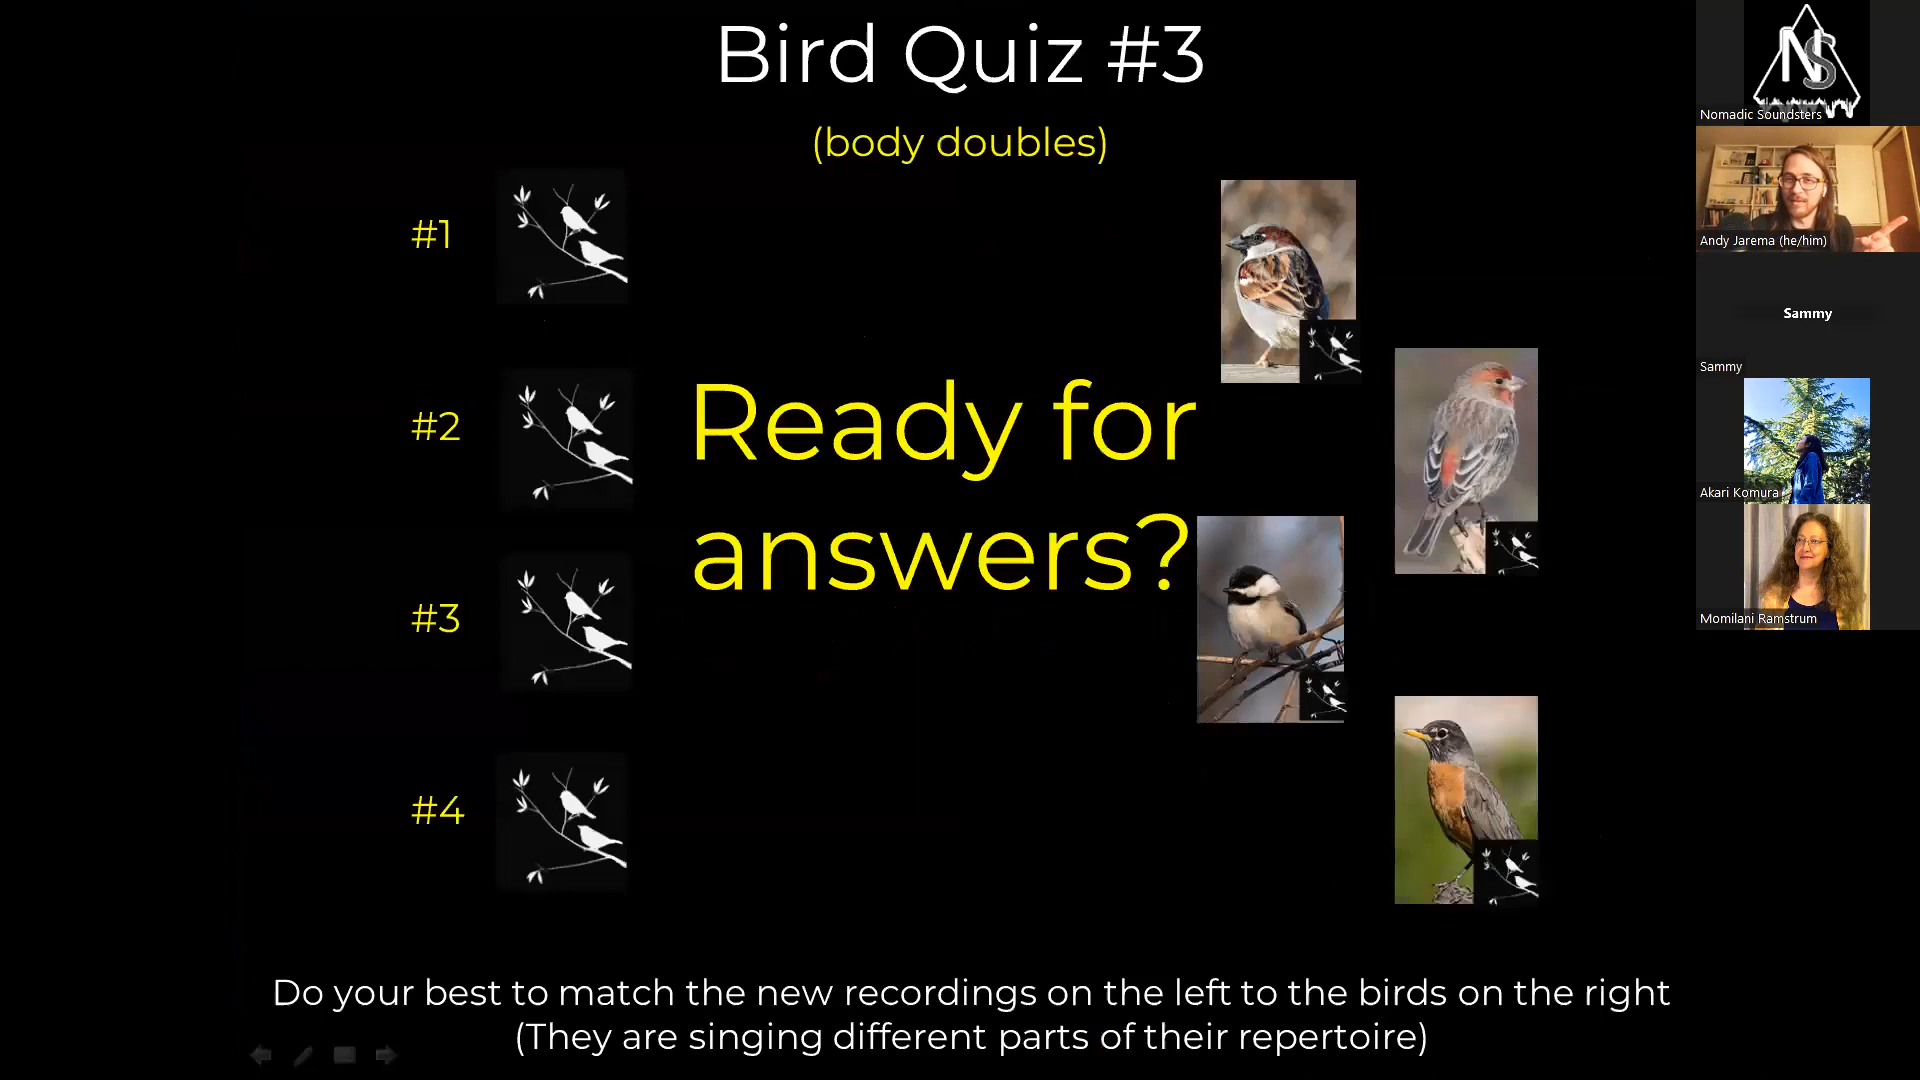 Bird Quiz #3
(body doubles)
#1
#2
#3
#4
Ready for
answers?
Do your best to match the new recordings on the left to the birds on the right
(They are singing different parts of their repertoire)
NS
Nomadic Soundsters
Andy Jarema (he/him)
Sammy
Sammy
Akari Komura
Momilani Ramstrum